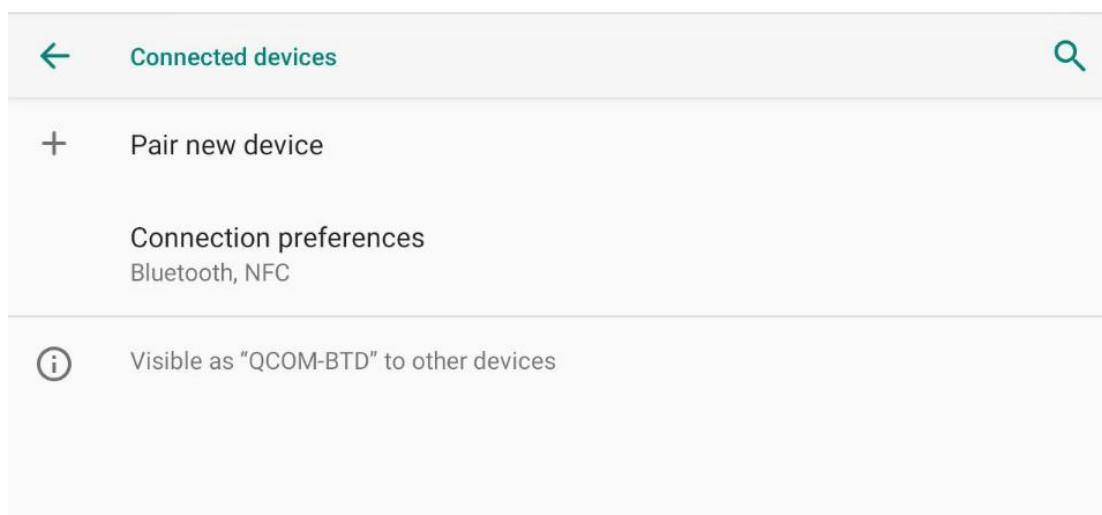 Connected devices
Pair new device
Connection preferences
Bluetooth, NFC
Visible as “QCOM-BTD” to other devices